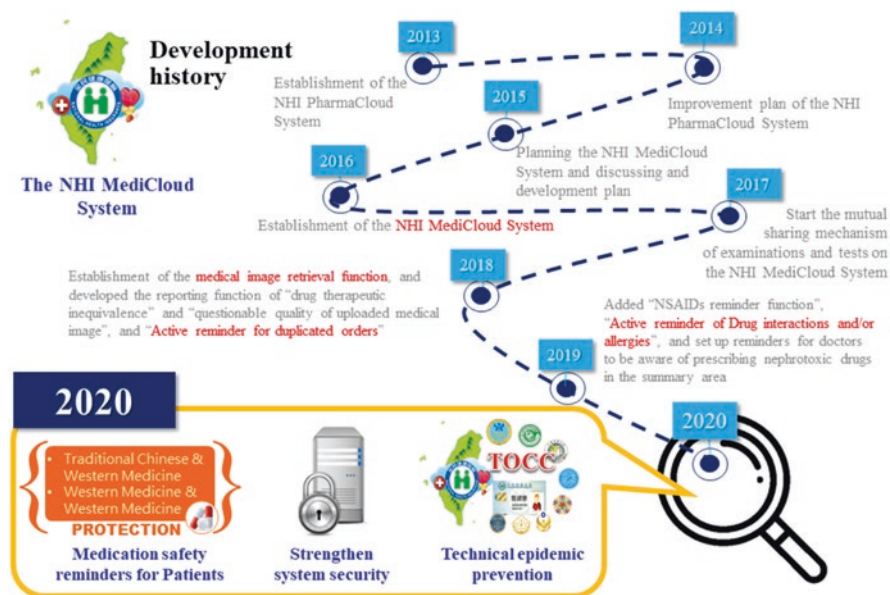 Development
history
The NHI MediCloud
System
2013
Establishment of the
NHI PharmaCloud
System
2014
Improvement plan of the NHI
PharmaCloud System
2015
Planning the NHI MediCloud
System and discussing and
development plan
2016
Establishment of the NHI MediCloud System
2017
Start the mutual
sharing mechanism
of examinations and tests on
the NHI MediCloud System
2018
Establishment of the medical image retrieval function, and
developed the reporting function of "drug therapeutic
inequivalence" and "questionable quality of uploaded medical
image", and "Active reminder for duplicated orders"
2019
Added "NSAIDs reminder function",
"Active reminder of Drug interactions and/or
allergies", and set up reminders for doctors
to be aware of prescribing nephrotoxic drugs
in the summary area
2020
2020
• Traditional Chinese &
Western Medicine
• Western Medicine &
Western Medicine
PROTECTION
Medication safety
reminders for Patients
Strengthen
system security
TOCC
Technical epidemic
prevention